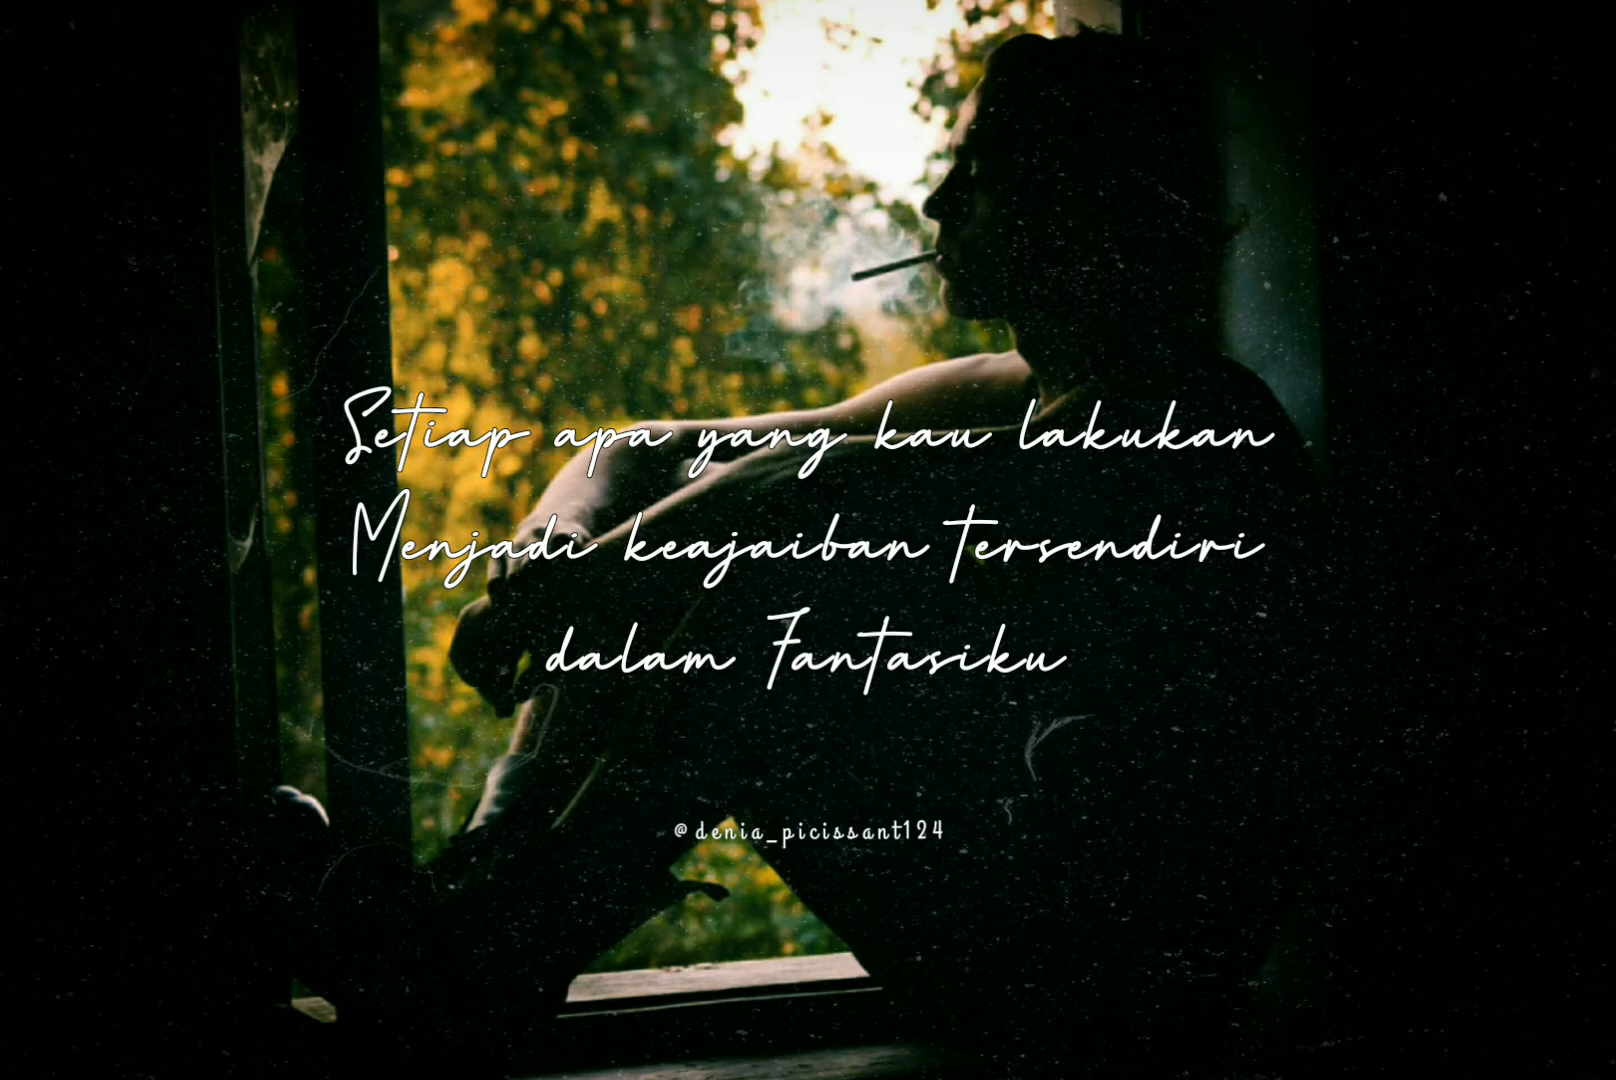 Setiap apa yang kau lakukan
Menjadi keajaiban tersendiri
dalam Fantasiku
@denia_picissant124